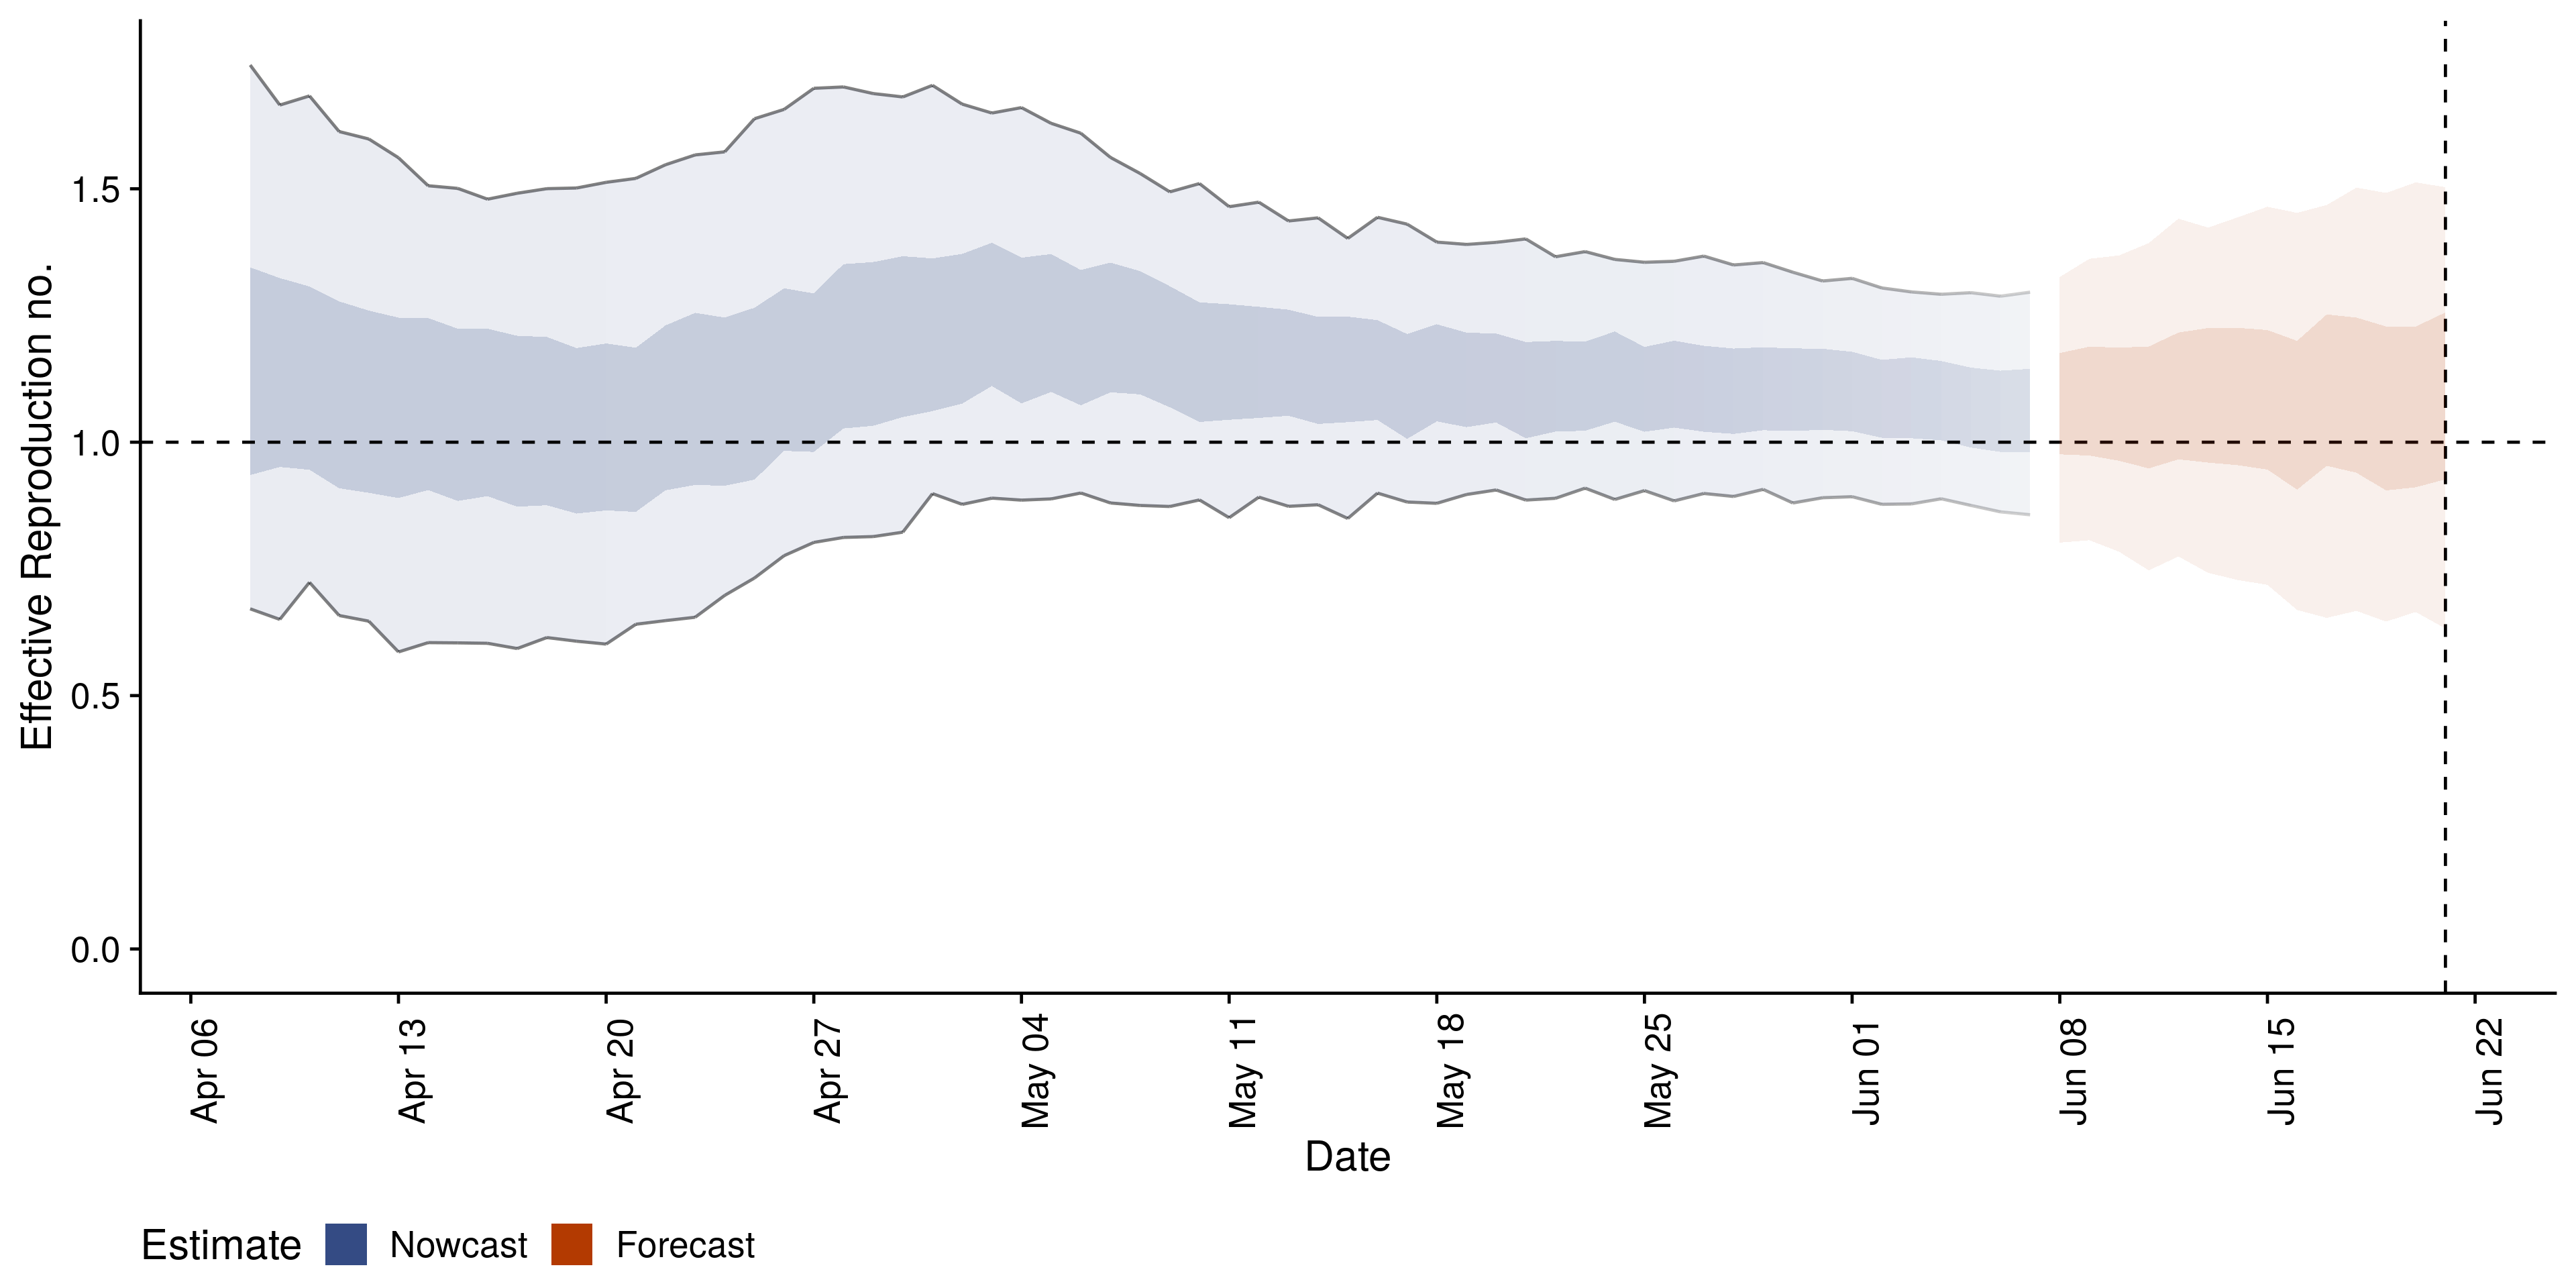 Effective Reproduction no.
1.5
1.0
0.5
0.0
Apr 06
Apr 13
Apr 20
Apr 27
May 04
May 11
May 18
May 25
Jun 01
Jun 08
Jun 15
Jun 22
Date
Estimate Nowcast Forecast